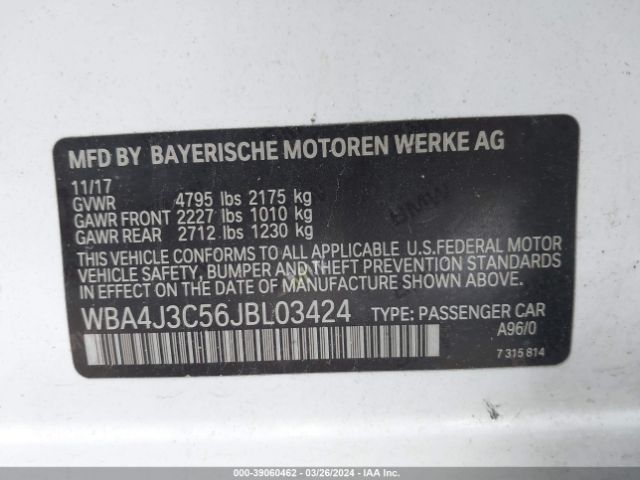 MFD BY BAYERISCHE MOTOREN WERKE AG
11/17
GVWR 4795 lbs 2175 kg
GAWR FRONT 2227 lbs 1010 kg
GAWR REAR 2712 lbs 1230 kg
THIS VEHICLE CONFORMS TO ALL APPLICABLE U.S.FEDERAL MOTOR
VEHICLE SAFETY, BUMPER AND THEFT PREVENTION STANDARDS
IN EFFECT ON THE DATE OF MANUFACTURE SHOWN ABOVE.
WBA4J3C56JBL03424 TYPE: PASSENGER CAR
A96/0
7 315 814
000-39060462 - 03/26/2024 - IAA Inc.